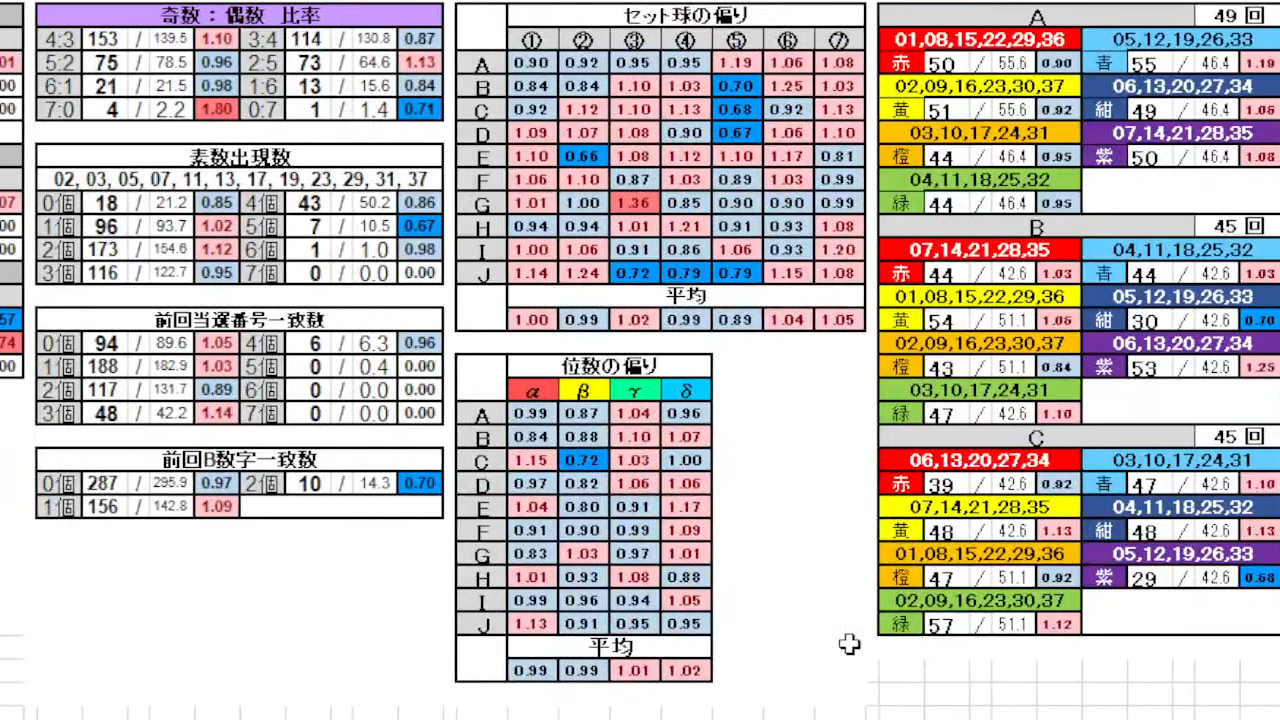 01
00
00
07
00
00
57
74
00
奇数：偶数 比率
4:3 153 / 139.5 1.10 3:4 114 / 130.8 0.87
5:2 75 / 78.5 0.96 2:5 73 / 64.6 1.13
6:1 21 / 21.5 0.98 1:6 13 / 15.6 0.84
7:0 4 / 2.2 1.80 0:7 1 / 1.4 0.71
素数出現数
02, 03, 05, 07, 11, 13, 17, 19, 23, 29, 31, 37
0個 18 / 21.2 0.85 4個 43 / 50.2 0.86
1個 96 / 93.7 1.02 5個 7 / 10.5 0.67
2個 173 / 154.6 1.12 6個 1 / 1.0 0.98
3個 116 / 122.7 0.95 7個 0 / 0.0 0.00
前回当選番号一致数
0個 94 / 89.6 1.05 4個 6 / 6.3 0.96
1個 188 / 182.9 1.03 5個 0 / 0.4 0.00
2個 117 / 131.7 0.89 6個 0 / 0.0 0.00
3個 48 / 42.2 1.14 7個 0 / 0.0 0.00
前回B数字一致数
0個 287 / 295.9 0.97 2個 10 / 14.3 0.70
1個 156 / 142.8 1.09
セット球の偏り
① ② ③ ④ ⑤ ⑥ ⑦
A 0.90 0.92 0.95 0.95 1.19 1.06 1.08
B 0.84 0.84 1.10 1.03 0.70 1.25 1.03
C 0.92 1.12 1.10 1.13 0.68 0.92 1.13
D 1.09 1.07 1.08 0.90 0.67 1.06 1.10
E 1.10 0.66 1.08 1.12 1.10 1.17 0.81
F 1.06 1.10 0.87 1.03 0.89 1.03 0.99
G 1.01 1.00 1.36 0.85 0.90 0.90 0.99
H 0.94 0.94 1.01 1.21 0.91 0.93 1.08
I 1.00 1.06 0.91 0.86 1.06 0.93 1.20
J 1.14 1.24 0.72 0.79 0.79 1.15 1.08
平均
1.00 0.99 1.02 0.99 0.89 1.04 1.05
位数の偏り
α β γ δ
A 0.99 0.87 1.04 0.96
B 0.84 0.88 1.10 1.07
C 1.15 0.72 1.03 1.00
D 0.97 0.82 1.06 1.06
E 1.04 0.80 0.91 1.17
F 0.91 0.90 0.99 1.09
G 0.83 1.03 0.97 1.01
H 1.01 0.93 1.08 0.88
I 0.99 0.96 0.94 1.05
J 1.13 0.91 0.95 0.95
平均
0.99 0.99 1.01 1.02
A 49 回
01,08,15,22,29,36 05,12,19,26,33
赤 50 / 55.6 0.90 青 55 / 46.4 1.19
02,09,16,23,30,37 06,13,20,27,34
黄 51 / 55.6 0.92 紺 49 / 46.4 1.06
03,10,17,24,31 07,14,21,28,35
橙 44 / 46.4 0.95 紫 50 / 46.4 1.08
04,11,18,25,32
緑 44 / 46.4 0.95
B 45 回
07,14,21,28,35 04,11,18,25,32
赤 44 / 42.6 1.03 青 44 / 42.6 1.03
01,08,15,22,29,36 05,12,19,26,33
黄 54 / 51.1 1.06 紺 30 / 42.6 0.70
02,09,16,23,30,37 06,13,20,27,34
橙 43 / 51.1 0.84 紫 53 / 42.6 1.25
03,10,17,24,31
緑 47 / 42.6 1.10
C 45 回
06,13,20,27,34 03,10,17,24,31
赤 39 / 42.6 0.92 青 47 / 42.6 1.10
07,14,21,28,35 04,11,18,25,32
黄 48 / 42.6 1.13 紺 48 / 42.6 1.13
01,08,15,22,29,36 05,12,19,26,33
橙 47 / 51.1 0.92 紫 29 / 42.6 0.68
02,09,16,23,30,37
緑 57 / 51.1 1.12